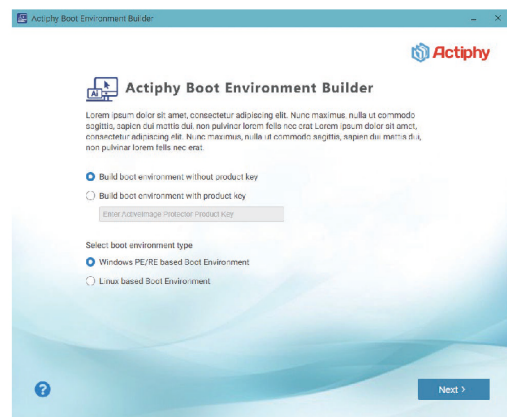 Actiphy Boot Environment Builder
Actiphy
Actiphy Boot Environment Builder
Lorem ipsum dolor sit amet, consectetur adipiscing elit. Nunc maximus, nulla ut commodo
sagittis, sapien dui mattis dui, non pulvinar lorem felis nec erat Lorem ipsum dolor sit amet,
consectetur adipiscing elit. Nunc maximus, nulla ut commodo sagittis, sapien dui mattis dui,
non pulvinar lorem felis nec erat.
Build boot environment without product key
Build boot environment with product key
Enter ActiveImage Protector Product Key
Select boot environment type
Windows PE/RE based Boot Environment
Linux based Boot Environment
Next >